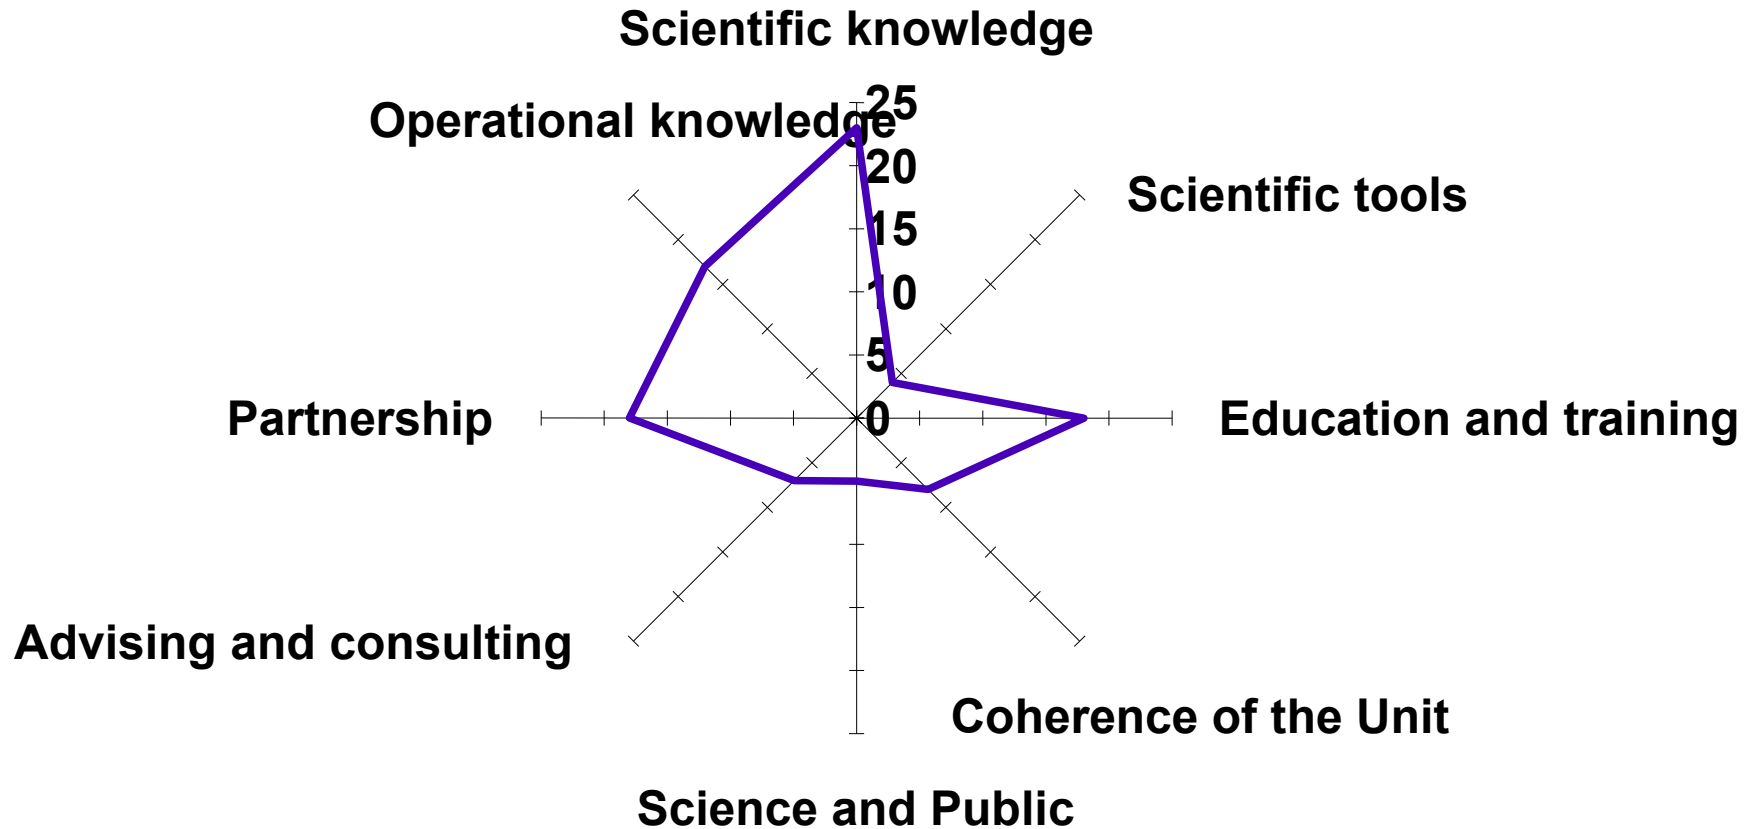 Scientific knowledge
25
Operational knowledge
20
Scientific tools
15
10
5
Partnership
0
Education and training
Advising and consulting
Coherence of the Unit
Science and Public